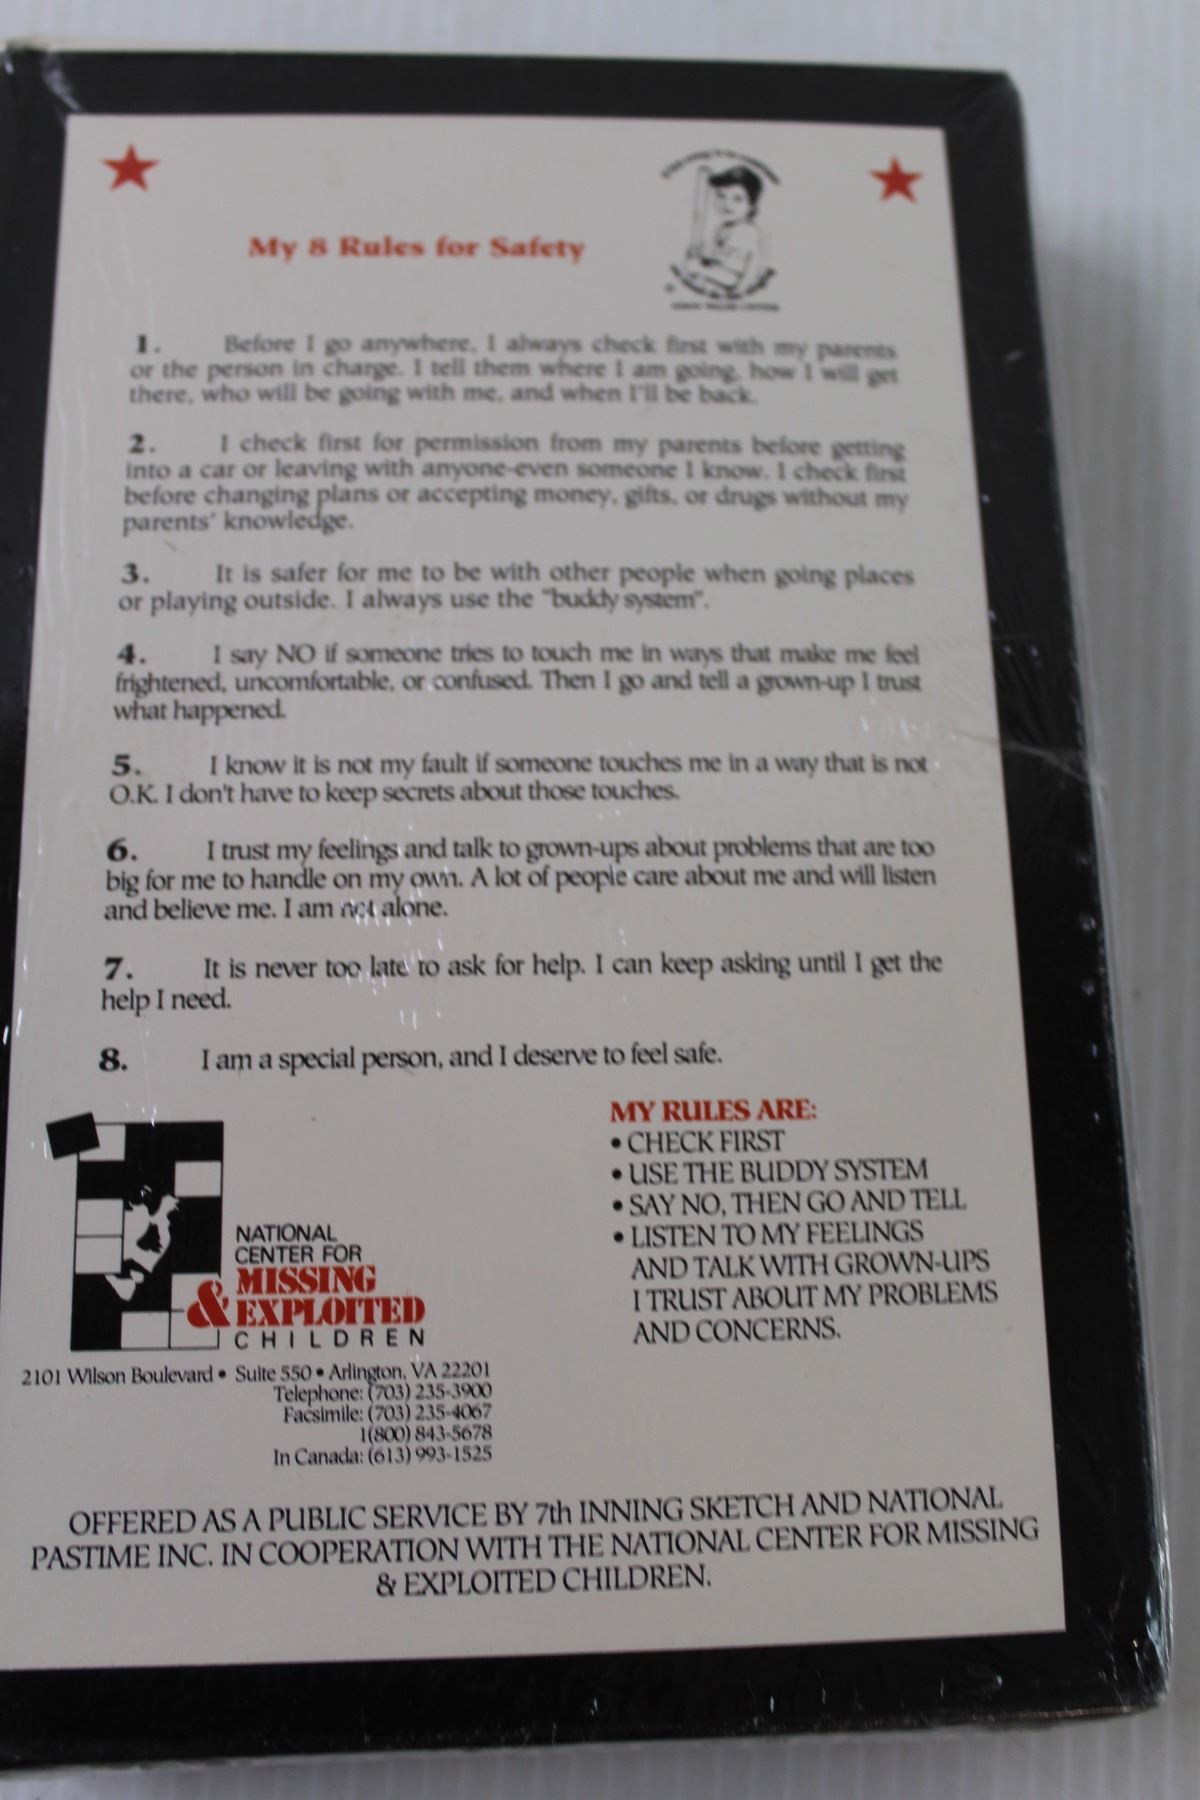 My 8 Rules for Safety
1. Before I go anywhere, I always check first with my parents
or the person in charge. I tell them where I am going, how I will get
there, who will be going with me, and when I'll be back.
2. I check first for permission from my parents before getting
into a car or leaving with anyone-even someone I know. I check first
before changing plans or accepting money, gifts, or drugs without my
parents' knowledge.
3. It is safer for me to be with other people when going places
or playing outside. I always use the "buddy system".
4. I say NO if someone tries to touch me in ways that make me feel
frightened, uncomfortable, or confused. Then I go and tell a grown-up I trust
what happened.
5. I know it is not my fault if someone touches me in a way that is not
O.K. I don't have to keep secrets about those touches.
6. I trust my feelings and talk to grown-ups about problems that are too
big for me to handle on my own. A lot of people care about me and will listen
and believe me. I am not alone.
7. It is never too late to ask for help. I can keep asking until I get the
help I need.
8. I am a special person, and I deserve to feel safe.
NATIONAL
CENTER FOR
MISSING
& EXPLOITED
CHILDREN
2101 Wilson Boulevard • Suite 550 • Arlington, VA 22201
Telephone: (703) 235-3900
Facsimile: (703) 235-4067
1(800) 843-5678
In Canada: (613) 993-1525
MY RULES ARE:
• CHECK FIRST
• USE THE BUDDY SYSTEM
• SAY NO, THEN GO AND TELL
• LISTEN TO MY FEELINGS
AND TALK WITH GROWN-UPS
I TRUST ABOUT MY PROBLEMS
AND CONCERNS.
OFFERED AS A PUBLIC SERVICE BY 7th INNING SKETCH AND NATIONAL
PASTIME INC. IN COOPERATION WITH THE NATIONAL CENTER FOR MISSING
& EXPLOITED CHILDREN.